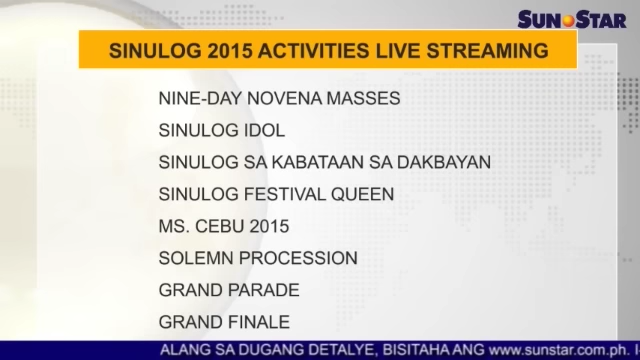 SUN STAR
SINULOG 2015 ACTIVITIES LIVE STREAMING
NINE-DAY NOVENA MASSES
SINULOG IDOL
SINULOG SA KABATAAN SA DAKBAYAN
SINULOG FESTIVAL QUEEN
MS. CEBU 2015
SOLEMN PROCESSION
GRAND PARADE
GRAND FINALE
ALANG SA DUGANG DETALYE, BISITAHA ANG www.sunstar.com.ph